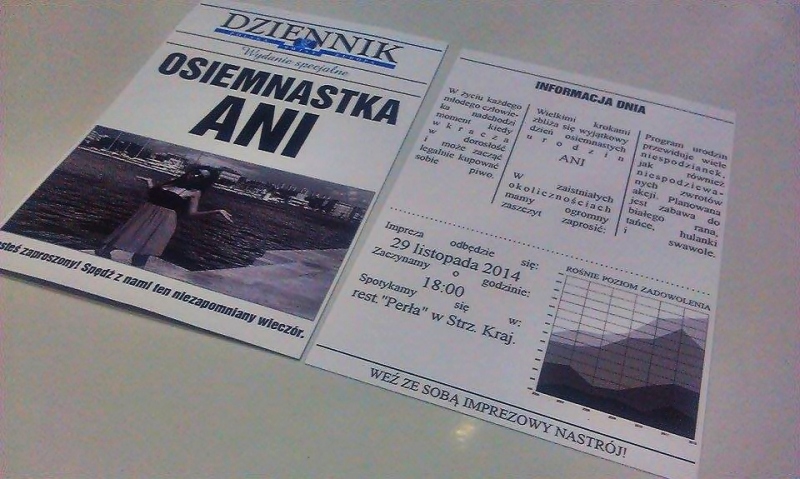 DZIENNIK
POLSKA ŚWIAT EUROPA
Wydanie specjalne
OSIEMNASTKA
ANI
steś zaproszony! Spędź z nami ten niezapomniany wieczór.
INFORMACJA DNIA
W życiu każdego
młodego człowie-
ka nadchodzi
moment kiedy
wkracza
w dorosłość
i może zacząć
legalnie kupować
sobie piwo.
Wielkimi krokami
zbliża się wyjątkowy
dzień osiemnastych
urodzin
ANI
W zaistniałych
okolicznościach
mamy ogromny
zaszczyt zaprosić:
Program urodzin
przewiduje wiele
niespodzianek,
jak również
niespodziewa-
nych zwrotów
akcji. Planowana
jest zabawa do
białego rana,
tańce, hulanki
i swawole.
Impreza odbędzie się:
29 listopada 2014
Zaczynamy o godzinie:
18:00
Spotykamy się w:
rest. "Perła" w Strz. Kraj.
ROŚNIE POZIOM ZADOWOLENIA
WEŹ ZE SOBĄ IMPREZOWY NASTRÓJ!